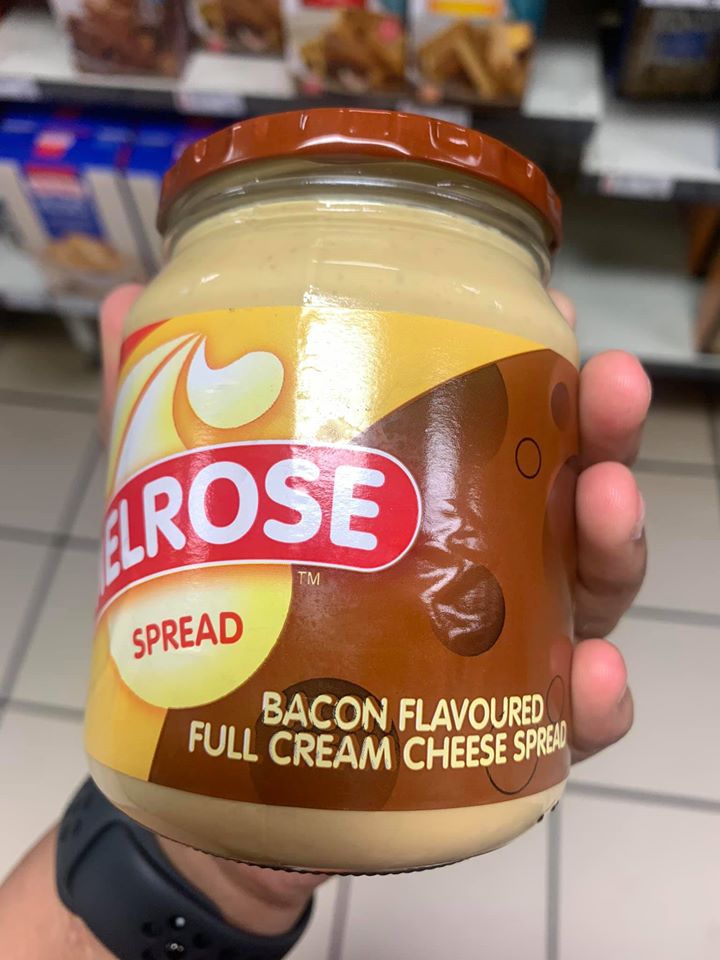 ELROSE
TM
SPREAD
BACON FLAVOURED
FULL CREAM CHEESE SPREAD